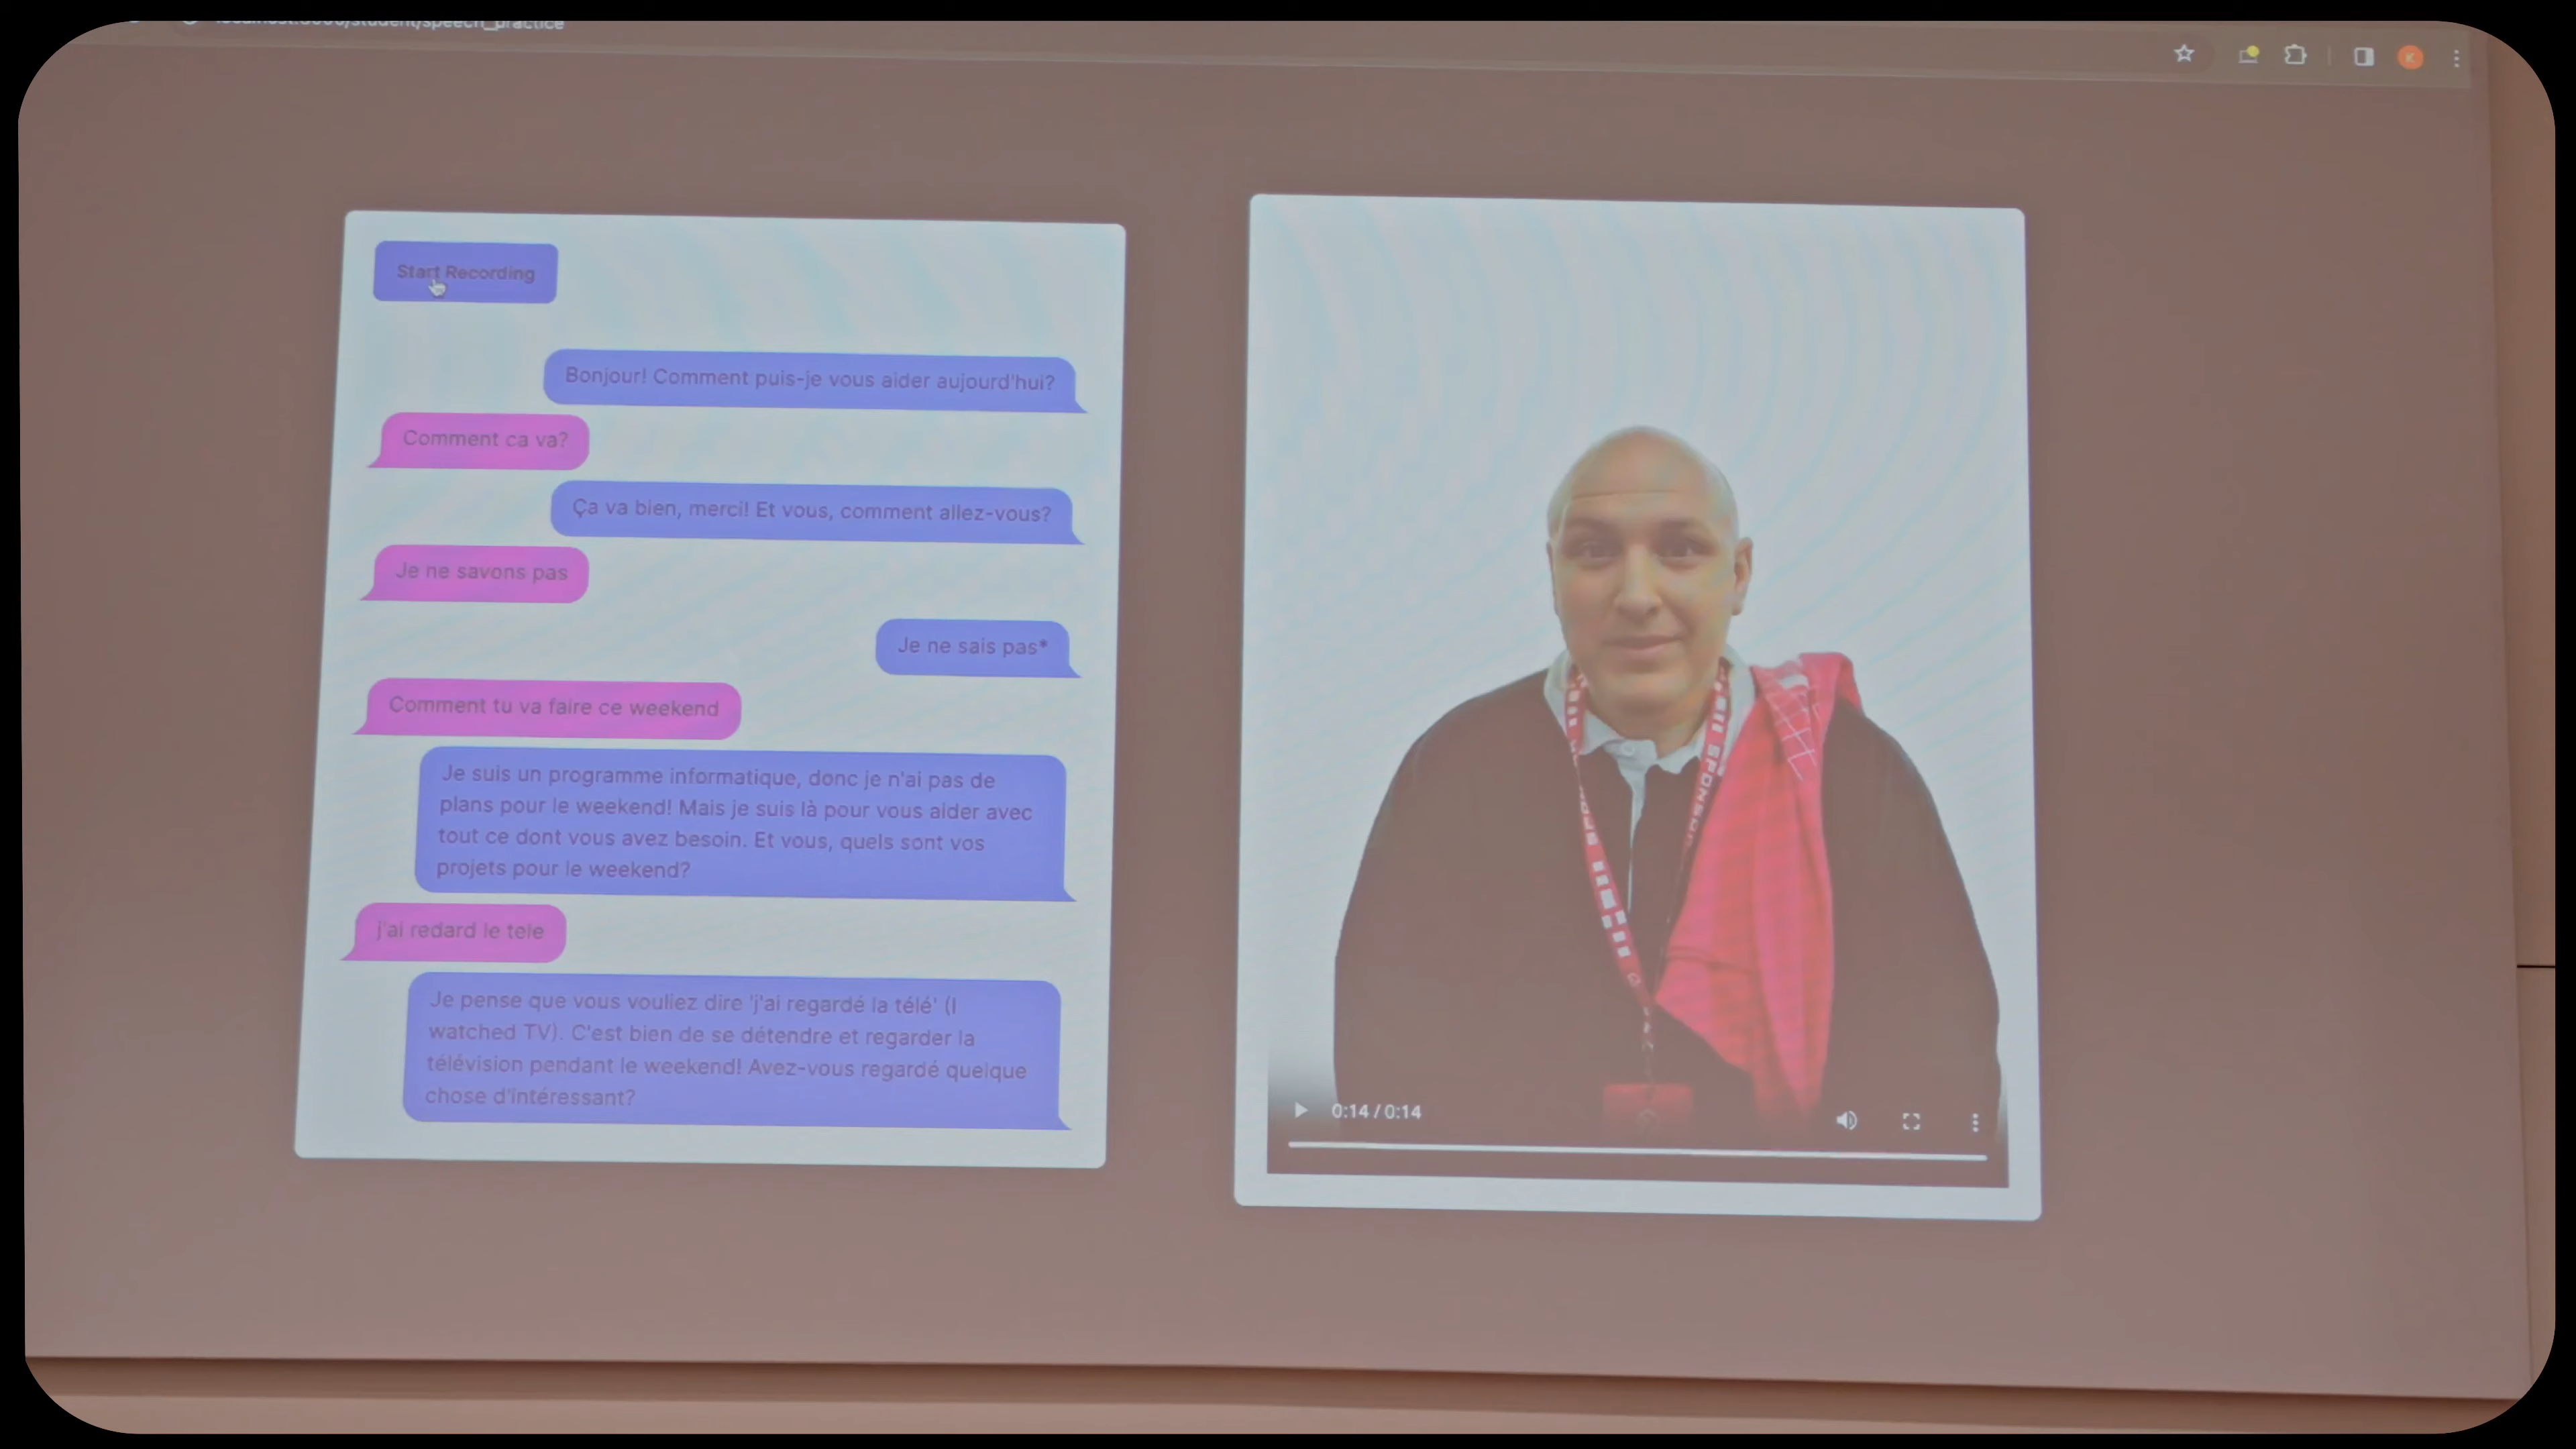 localhost:3000/student/speech_practice
K
Start Recording
Bonjour! Comment puis-je vous aider aujourd'hui?
Comment ca va?
Ça va bien, merci! Et vous, comment allez-vous?
Je ne savons pas
Je ne sais pas*
Comment tu va faire ce weekend
Je suis un programme informatique, donc je n'ai pas de
plans pour le weekend! Mais je suis là pour vous aider avec
tout ce dont vous avez besoin. Et vous, quels sont vos
projets pour le weekend?
j'ai redard le tele
Je pense que vous vouliez dire 'j'ai regardé la télé' (I
watched TV). C'est bien de se détendre et regarder la
télévision pendant le weekend! Avez-vous regardé quelque
chose d'intéressant?
SPONSOR
0:14 / 0:14